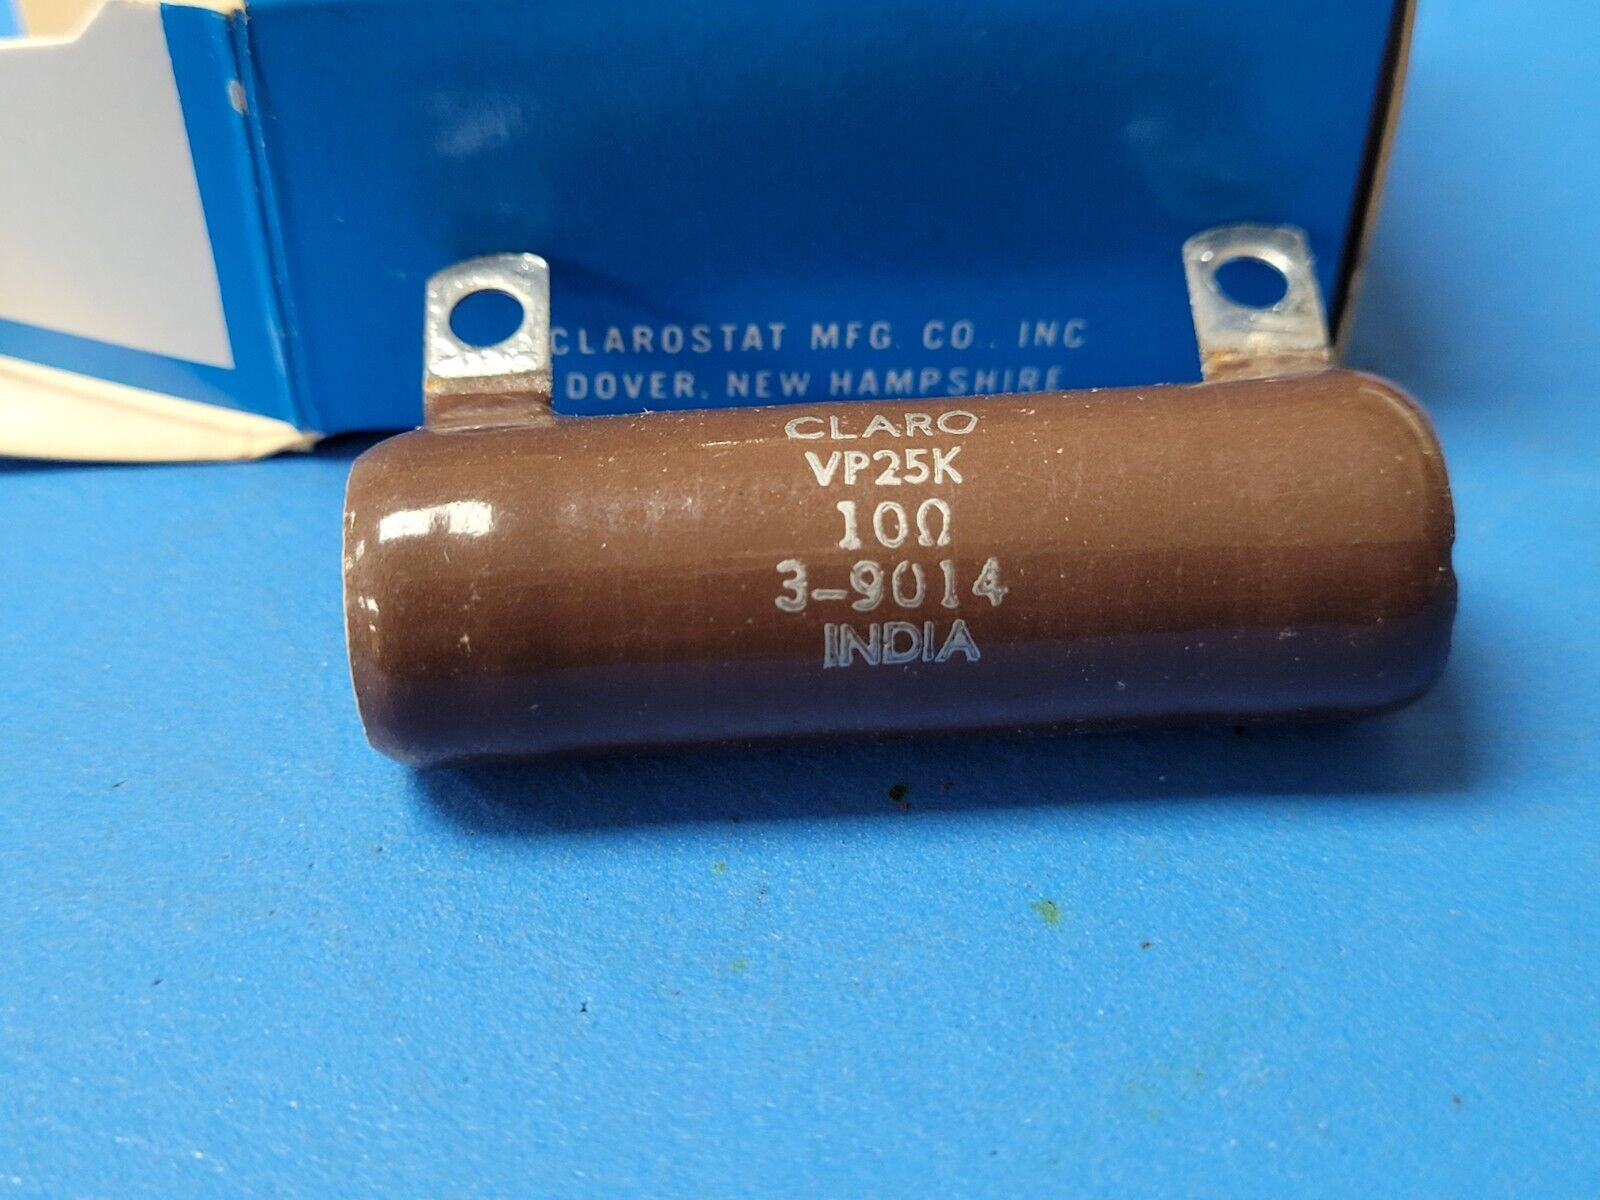 CLAROSTAT MFG. CO., INC
DOVER, NEW HAMPSHIRE
CLARO
VP25K
10Ω
3-9014
INDIA